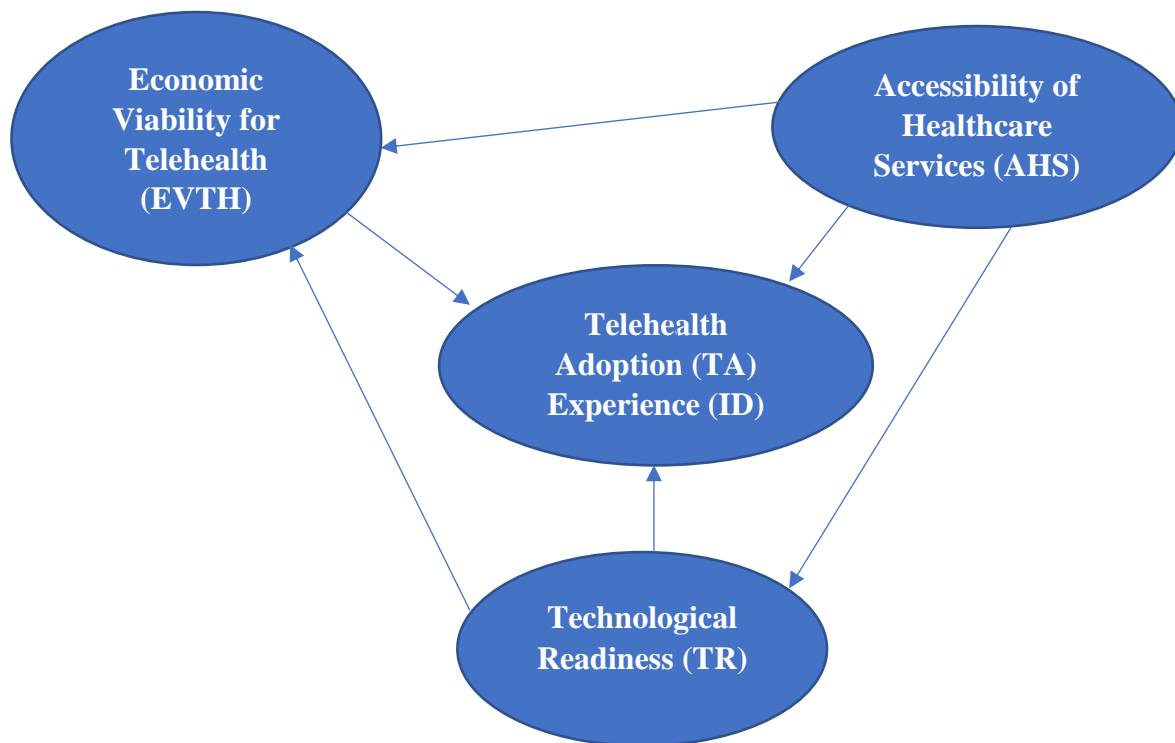 Economic
Viability for
Telehealth
(EVTH)
Accessibility of
Healthcare
Services (AHS)
Telehealth
Adoption (TA)
Experience (ID)
Technological
Readiness (TR)